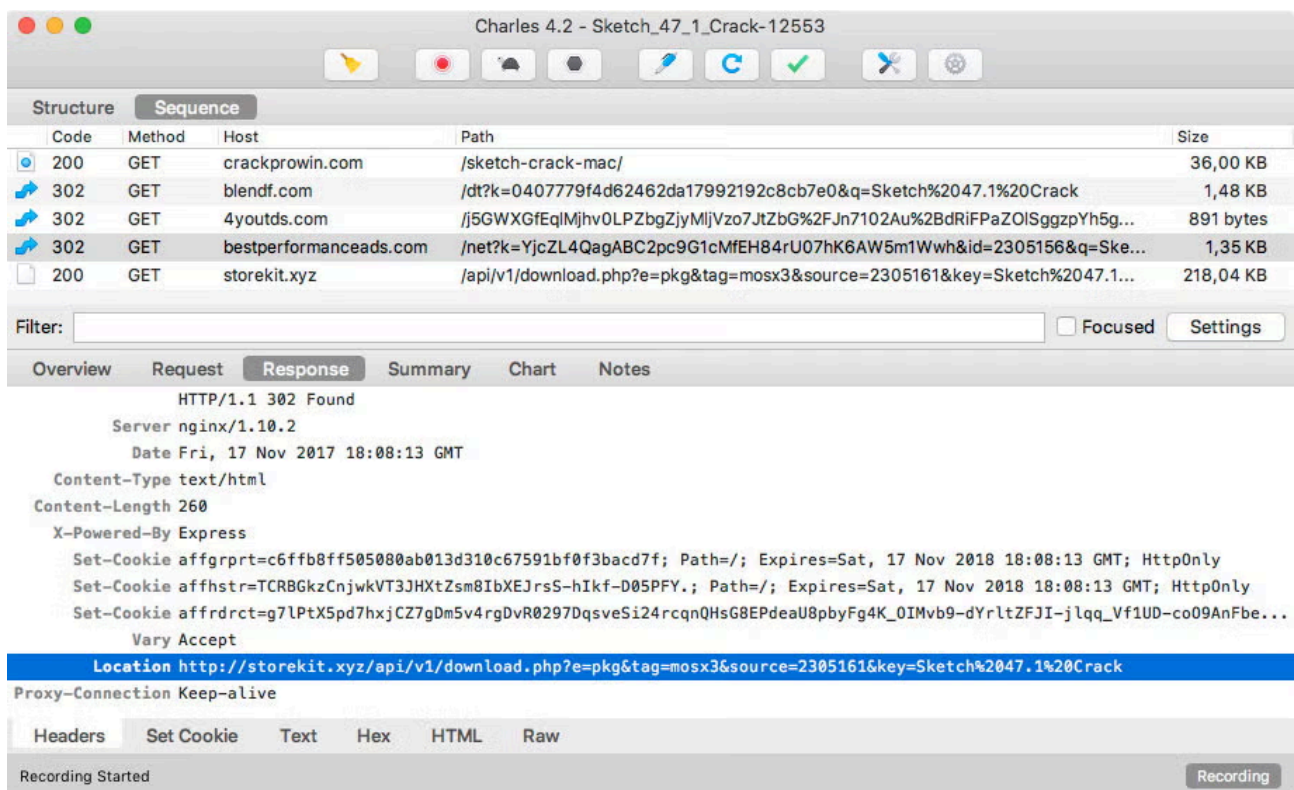 Charles 4.2 - Sketch_47_1_Crack-12553
Structure Sequence
Code Method Host Path Size
200 GET crackprowin.com /sketch-crack-mac/ 36,00 KB
302 GET blendf.com /dt?k=0407779f4d62462da17992192c8cb7e0&q=Sketch%2047.1%20Crack 1,48 KB
302 GET 4youtds.com /j5GWXGfEqlMjhv0LPZbgZjyMljVzo7JtZbG%2FJn7102Au%2BdRiFPaZOlSggzpYh5g... 891 bytes
302 GET bestperformanceads.com /net?k=YjcZL4QagABC2pc9G1cMfEH84rU07hK6AW5m1Wwh&id=2305156&q=Ske... 1,35 KB
200 GET storekit.xyz /api/v1/download.php?e=pkg&tag=mosx3&source=2305161&key=Sketch%2047.1... 218,04 KB
Filter: Focused Settings
Overview Request Response Summary Chart Notes
HTTP/1.1 302 Found
Server nginx/1.10.2
Date Fri, 17 Nov 2017 18:08:13 GMT
Content-Type text/html
Content-Length 260
X-Powered-By Express
Set-Cookie affgrprt=c6ffb8ff505080ab013d310c67591bf0f3bacd7f; Path=/; Expires=Sat, 17 Nov 2018 18:08:13 GMT; HttpOnly
Set-Cookie affhstr=TCRBGkzCnjwkVT3JHXtZsm8IbXEJrsS-hIkf-D05PFY.; Path=/; Expires=Sat, 17 Nov 2018 18:08:13 GMT; HttpOnly
Set-Cookie affrdrct=g7lPtX5pd7hxjCZ7gDm5v4rgDvR0297DqsveSi24rcqnQHsG8EPdeaU8pbyFg4K_OIMvb9-dYrltZFJI-jlqq_Vf1UD-coO9AnFbe...
Vary Accept
Location http://storekit.xyz/api/v1/download.php?e=pkg&tag=mosx3&source=2305161&key=Sketch%2047.1%20Crack
Proxy-Connection Keep-alive
Headers Set Cookie Text Hex HTML Raw
Recording Started Recording